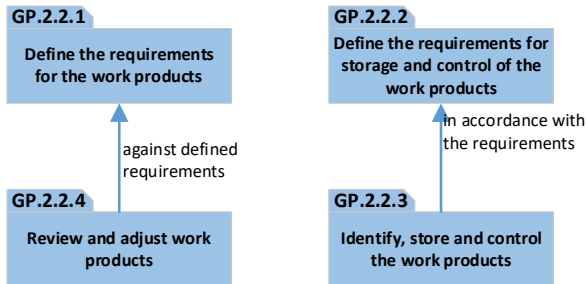 GP.2.2.1
Define the requirements
for the work products
GP.2.2.2
Define the requirements for
storage and control of the
work products
against defined
requirements
in accordance with
the requirements
GP.2.2.4
Review and adjust work
products
GP.2.2.3
Identify, store and control
the work products